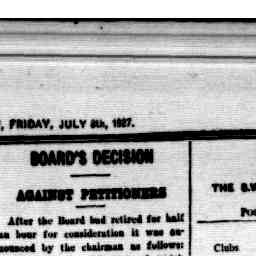 , FRIDAY, JULY 8th, 1927.
BOARD'S DECISION
AGAINST PETITIONERS
After the Board had retired for half
an hour for consideration it was an-
nounced by the chairman as follows:
THE S.W
Po
Clubs